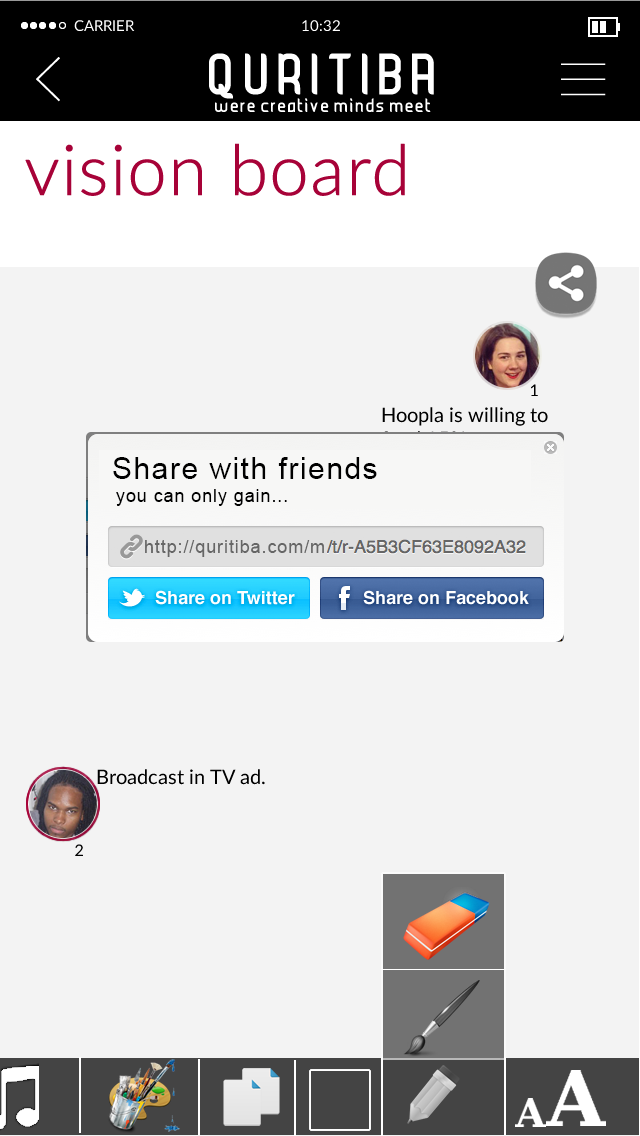 CARRIER 10:32
QURITIBA
were creative minds meet
vision board
1
Hoopla is willing to
Share with friends
you can only gain...
http://quritiba.com/m/t/r-A5B3CF63E8092A32
Share on Twitter Share on Facebook
Broadcast in TV ad.
2
AA